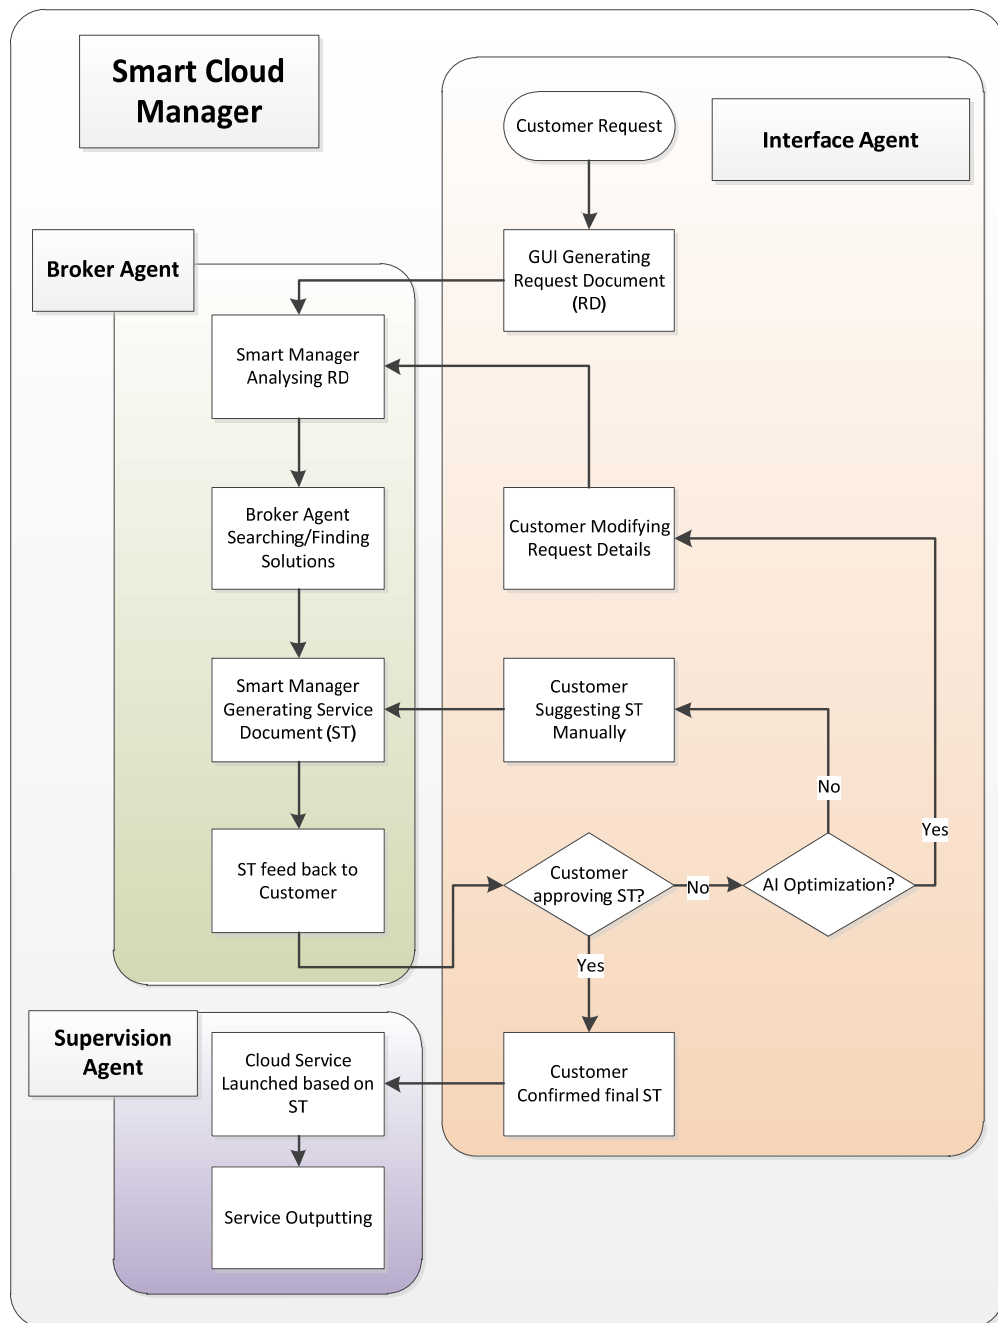 Smart Cloud
Manager
Customer Request
Interface Agent
GUI Generating
Request Document
(RD)
Broker Agent
Smart Manager
Analysing RD
Broker Agent
Searching/Finding
Solutions
Customer Modifying
Request Details
Smart Manager
Generating Service
Document (ST)
Customer
Suggesting ST
Manually
No
Yes
ST feed back to
Customer
Customer
approving ST?
No
AI Optimization?
Yes
Supervision
Agent
Cloud Service
Launched based on
ST
Customer
Confirmed final ST
Service Outputting